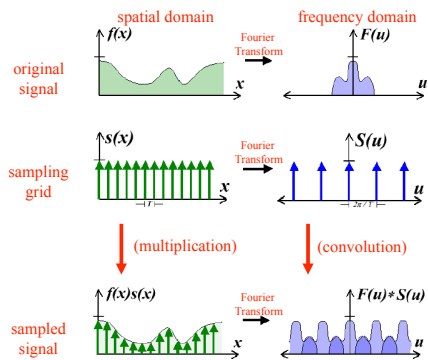 spatial domain
frequency domain
f(x)
Fourier
Transform
F(u)
original
signal
x
u
s(x)
Fourier
Transform
S(u)
sampling
grid
x
u
T
2π/T
(multiplication)
(convolution)
f(x)s(x)
Fourier
Transform
F(u)*S(u)
sampled
signal
x
u